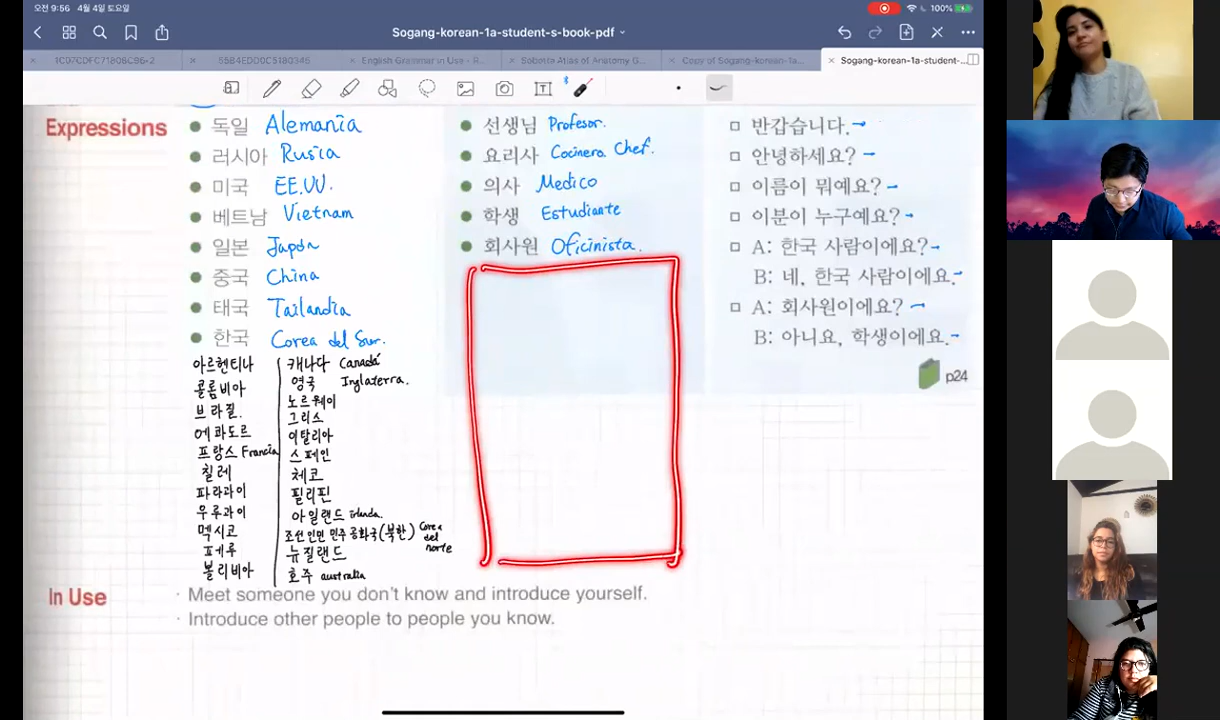 오전 9:56 4월 4일 토요일
100%
Sogang-korean-1a-student-s-book-pdf
1C97CDFC71808C96-2
55B4EDD0C5180345
English Grammar in Use - R...
Sobotta Atlas of Anatomy G...
Copy of Sogang-korean-1a...
Sogang-korean-1a-student-...
Expressions
독일 Alemania
러시아 Rusia
미국 EE.UU.
베트남 Vietnam
일본 Japón
중국 China
태국 Tailandia
한국 Corea del Sur.
아르헨티나
콜롬비아
브라질.
에콰도르
프랑스 Francia
칠레
파라과이
우루과이
멕시코
페루
볼리비아
캐나다 Canadá
영국 Inglaterra.
노르웨이
그리스
이탈리아
스페인
체코
필리핀
아일랜드 Irlanda.
조선 인민 민주 공화국(북한) Corea del norte
뉴질랜드
호주 australia
선생님 Profesor.
요리사 Cocinera Chef.
의사 Medico
학생 Estudiante
회사원 Oficinista.
반갑습니다.
안녕하세요?
이름이 뭐예요?
이분이 누구예요?
A: 한국 사람이에요?
B: 네, 한국 사람이에요.
A: 회사원이에요?
B: 아니요, 학생이에요.
p24
In Use
· Meet someone you don't know and introduce yourself.
· Introduce other people to people you know.